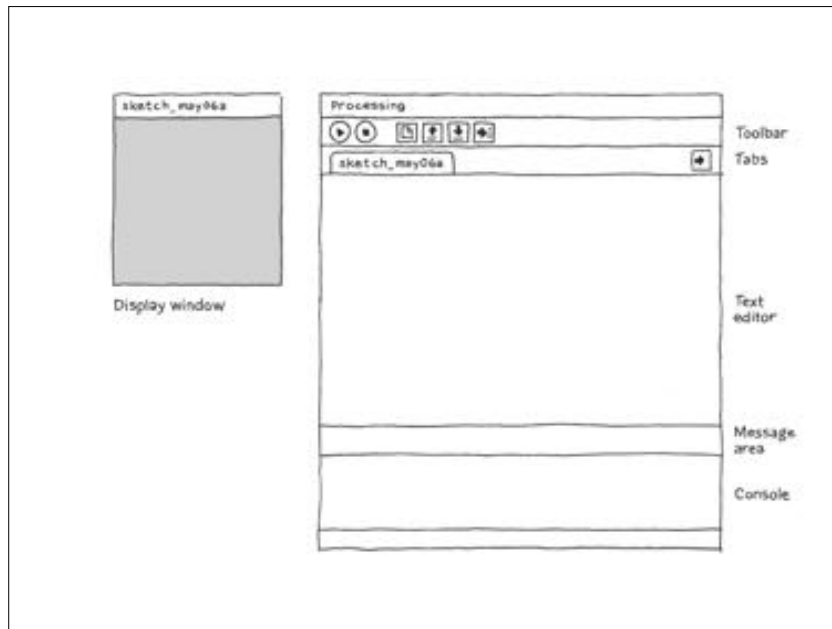 sketch_may06a
Display window
Processing
Toolbar
sketch_may06a
Tabs
Text
editor
Message
area
Console